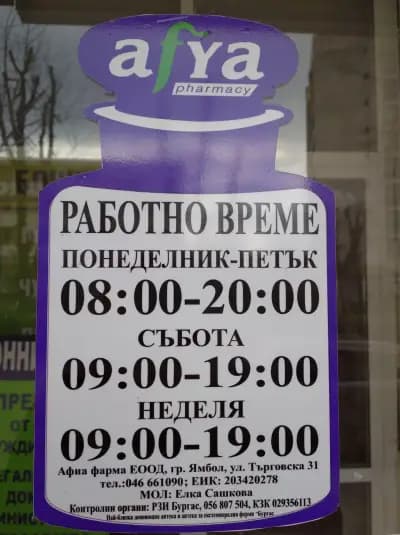 afya
pharmacy
РАБОТНО ВРЕМЕ
ПОНЕДЕЛНИК-ПЕТЪК
08:00-20:00
СЪБОТА
09:00-19:00
НЕДЕЛЯ
09:00-19:00
Афиа фарма ЕООД, гр. Ямбол, ул. Търговска 31
тел.:046 661090; ЕИК: 203420278
МОЛ: Елка Сашкова
Контролни органи: РЗИ Бургас, 056 807 504, КЗК 029356113